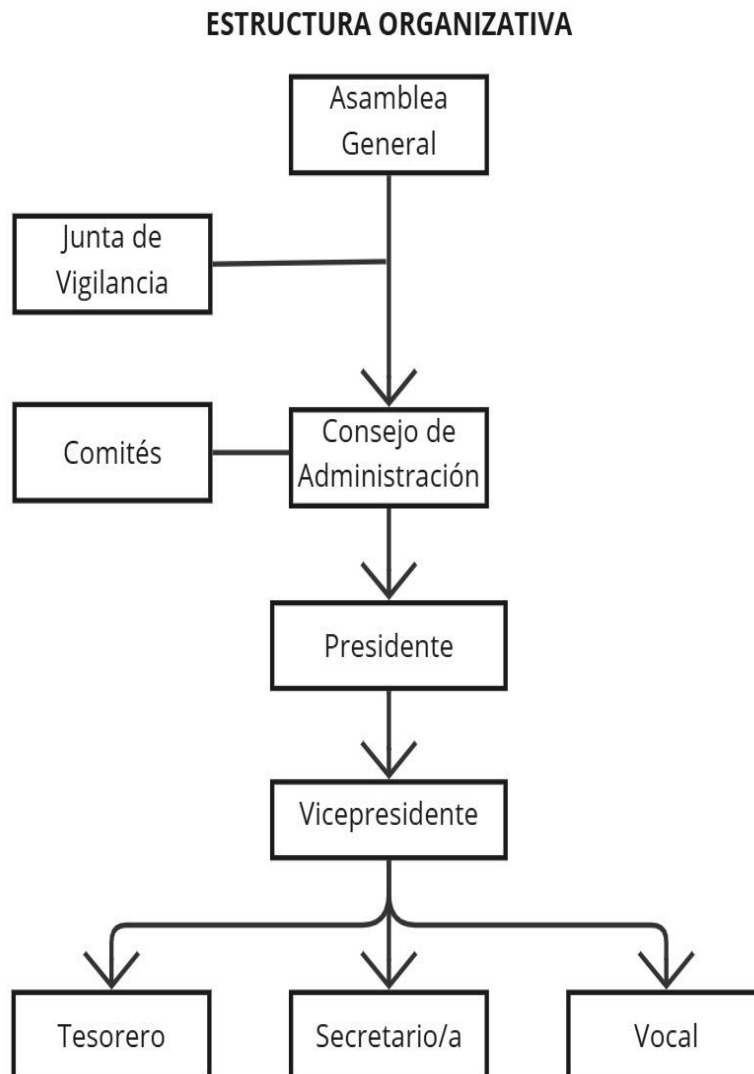 ESTRUCTURA ORGANIZATIVA
Asamblea
General
Junta de
Vigilancia
Consejo de
Administración
Comités
Presidente
Vicepresidente
Tesorero
Secretario/a
Vocal